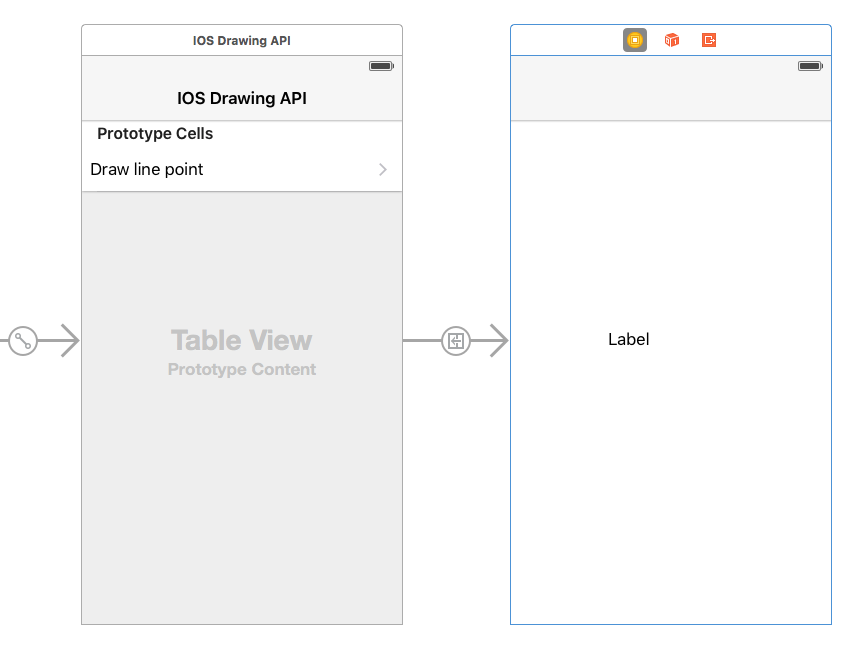 IOS Drawing API
IOS Drawing API
Prototype Cells
Draw line point
Table View
Prototype Content
Label